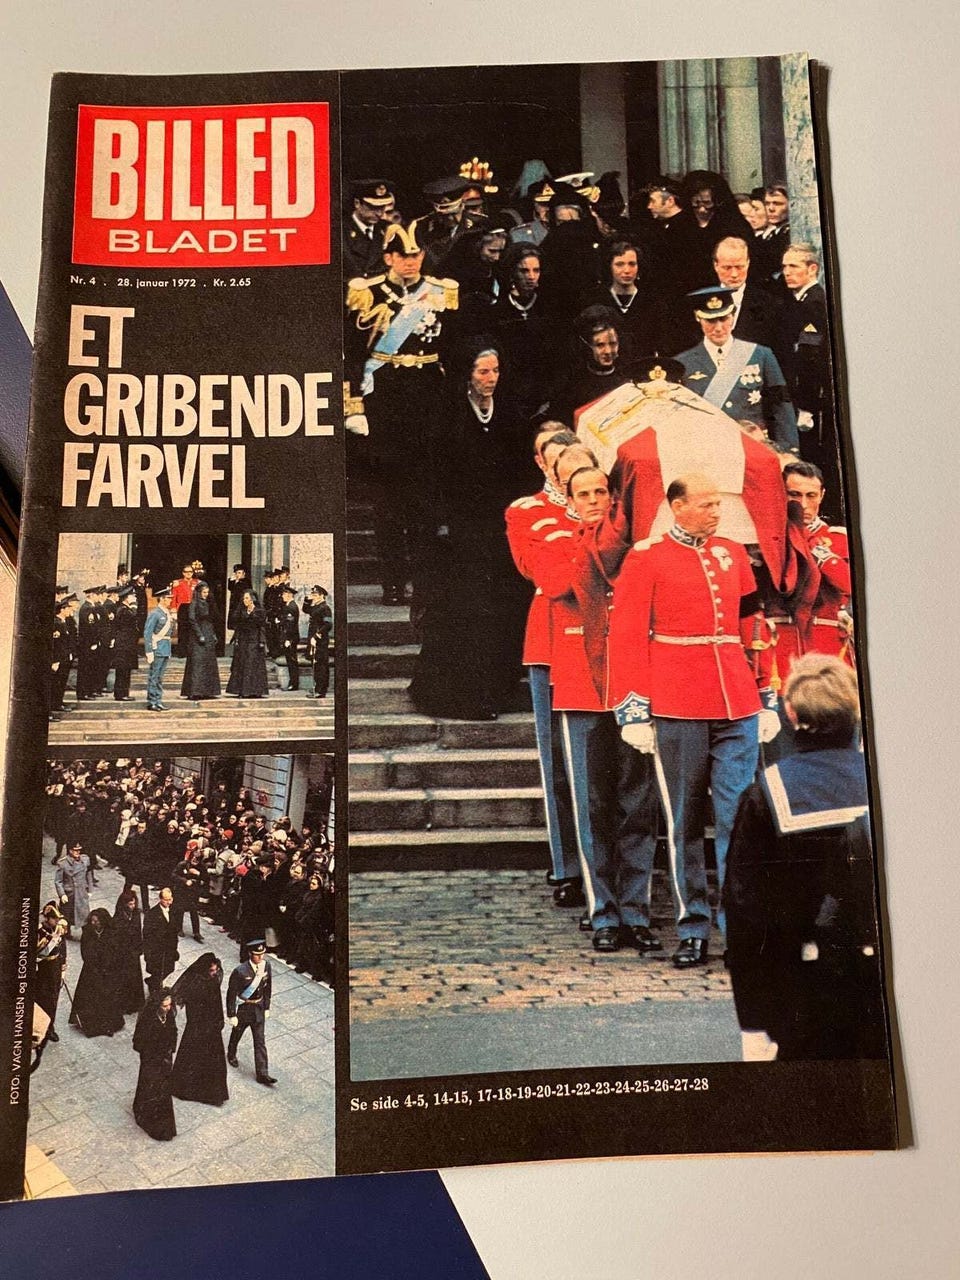 BILLED
BLADET
Nr. 4 . 28. januar 1972 . Kr. 2.65
ET
GRIBENDE
FARVEL
FOTO: VAGN HANSEN og EGON ENGMANN
Se side 4-5, 14-15, 17-18-19-20-21-22-23-24-25-26-27-28